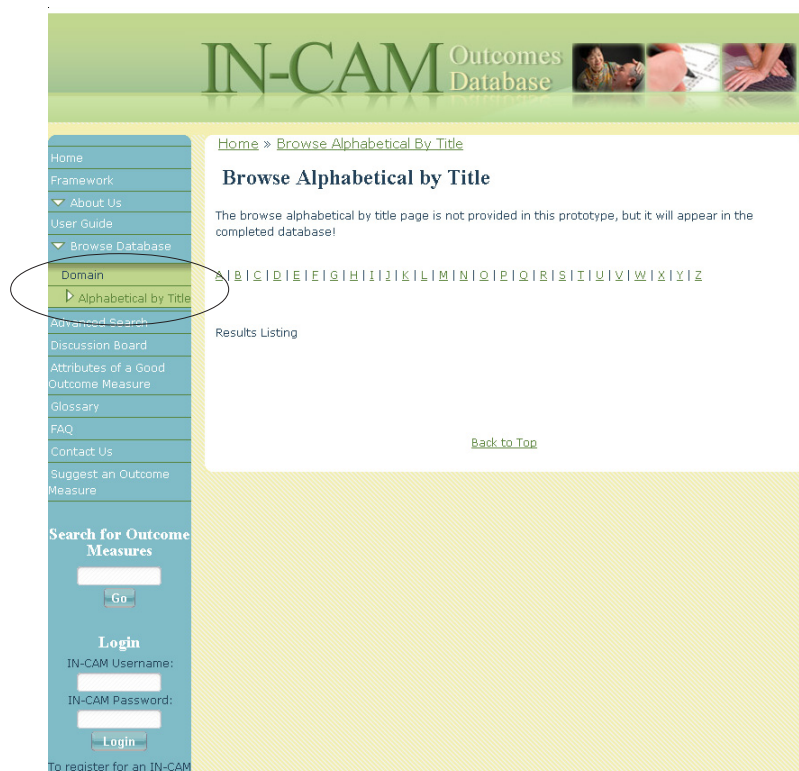 IN-CAM Outcomes
Database
Home » Browse Alphabetical By Title
Browse Alphabetical by Title
The browse alphabetical by title page is not provided in this prototype, but it will appear in the
completed database!
A | B | C | D | E | F | G | H | I | J | K | L | M | N | O | P | Q | R | S | T | U | V | W | X | Y | Z
Results Listing
Back to Top
Home
Framework
About Us
User Guide
Browse Database
Domain
Alphabetical by Title
Advanced Search
Discussion Board
Attributes of a Good
Outcome Measure
Glossary
FAQ
Contact Us
Suggest an Outcome
Measure
Search for Outcome
Measures
Go
Login
IN-CAM Username:
IN-CAM Password:
Login
To register for an IN-CAM